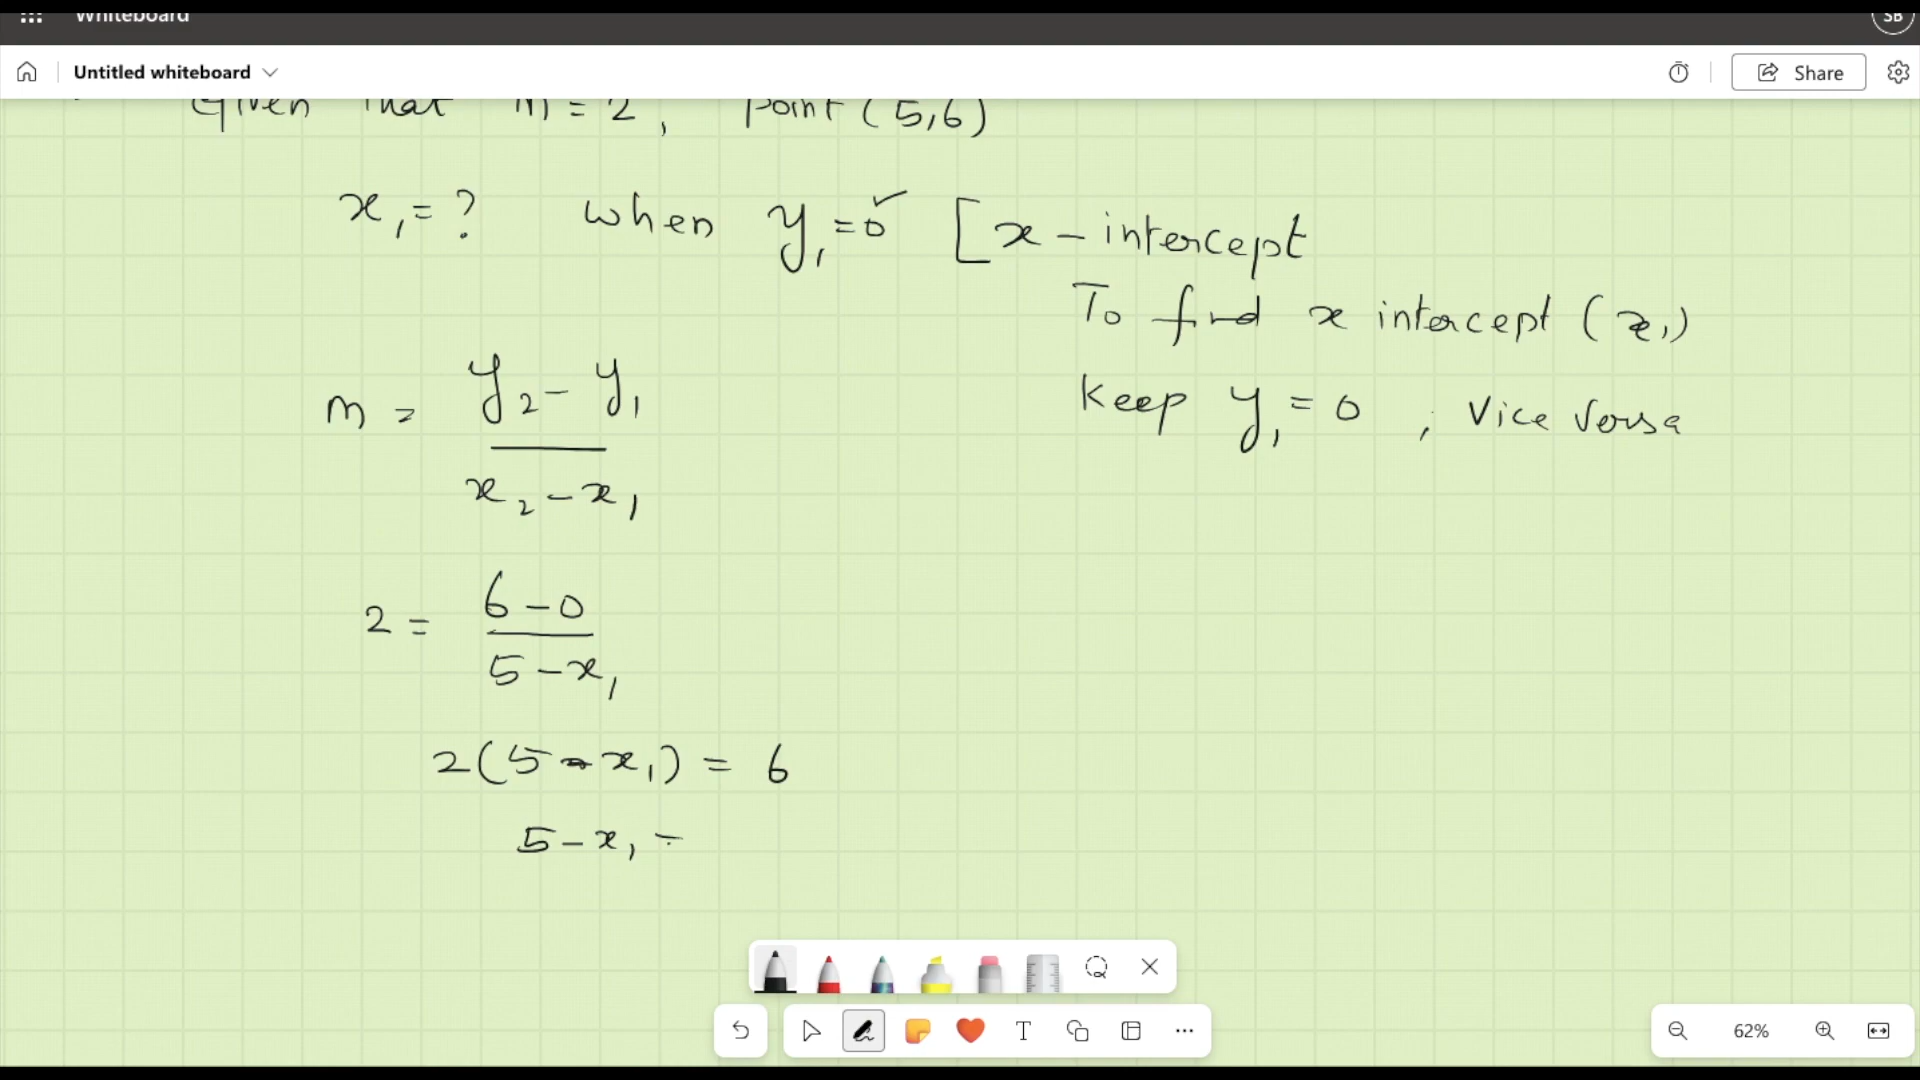 Whiteboard
SB
Untitled whiteboard
Share
Given that m = 2, point (5,6)
x₁ = ? when y₁ = 0 ✓ [x - intercept
To find x intercept (x₁)
Keep y₁ = 0 , Vice Versa
m = y₂ - y₁
x₂ - x₁
2 = 6 - 0
5 - x₁
2(5 - x₁) = 6
5 - x₁ =
T
62%